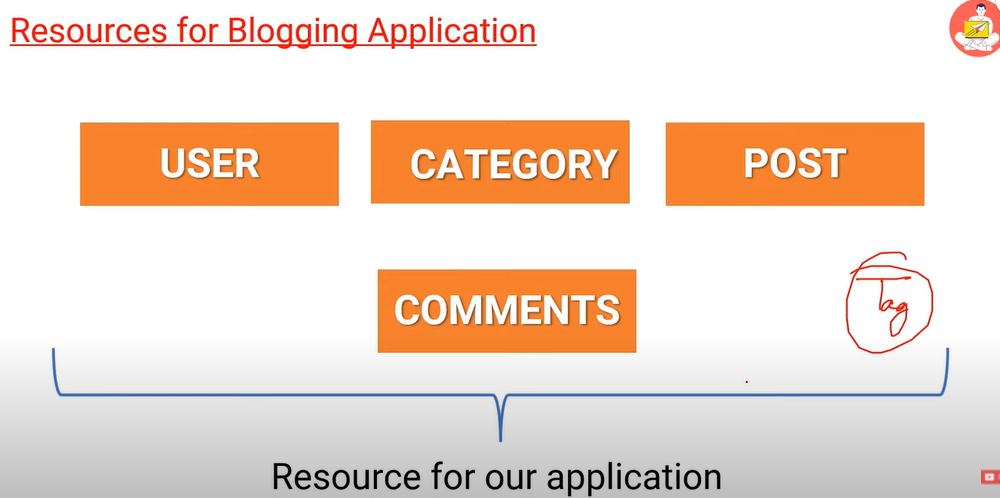 Resources for Blogging Application
USER
CATEGORY
POST
COMMENTS
Tag
Resource for our application